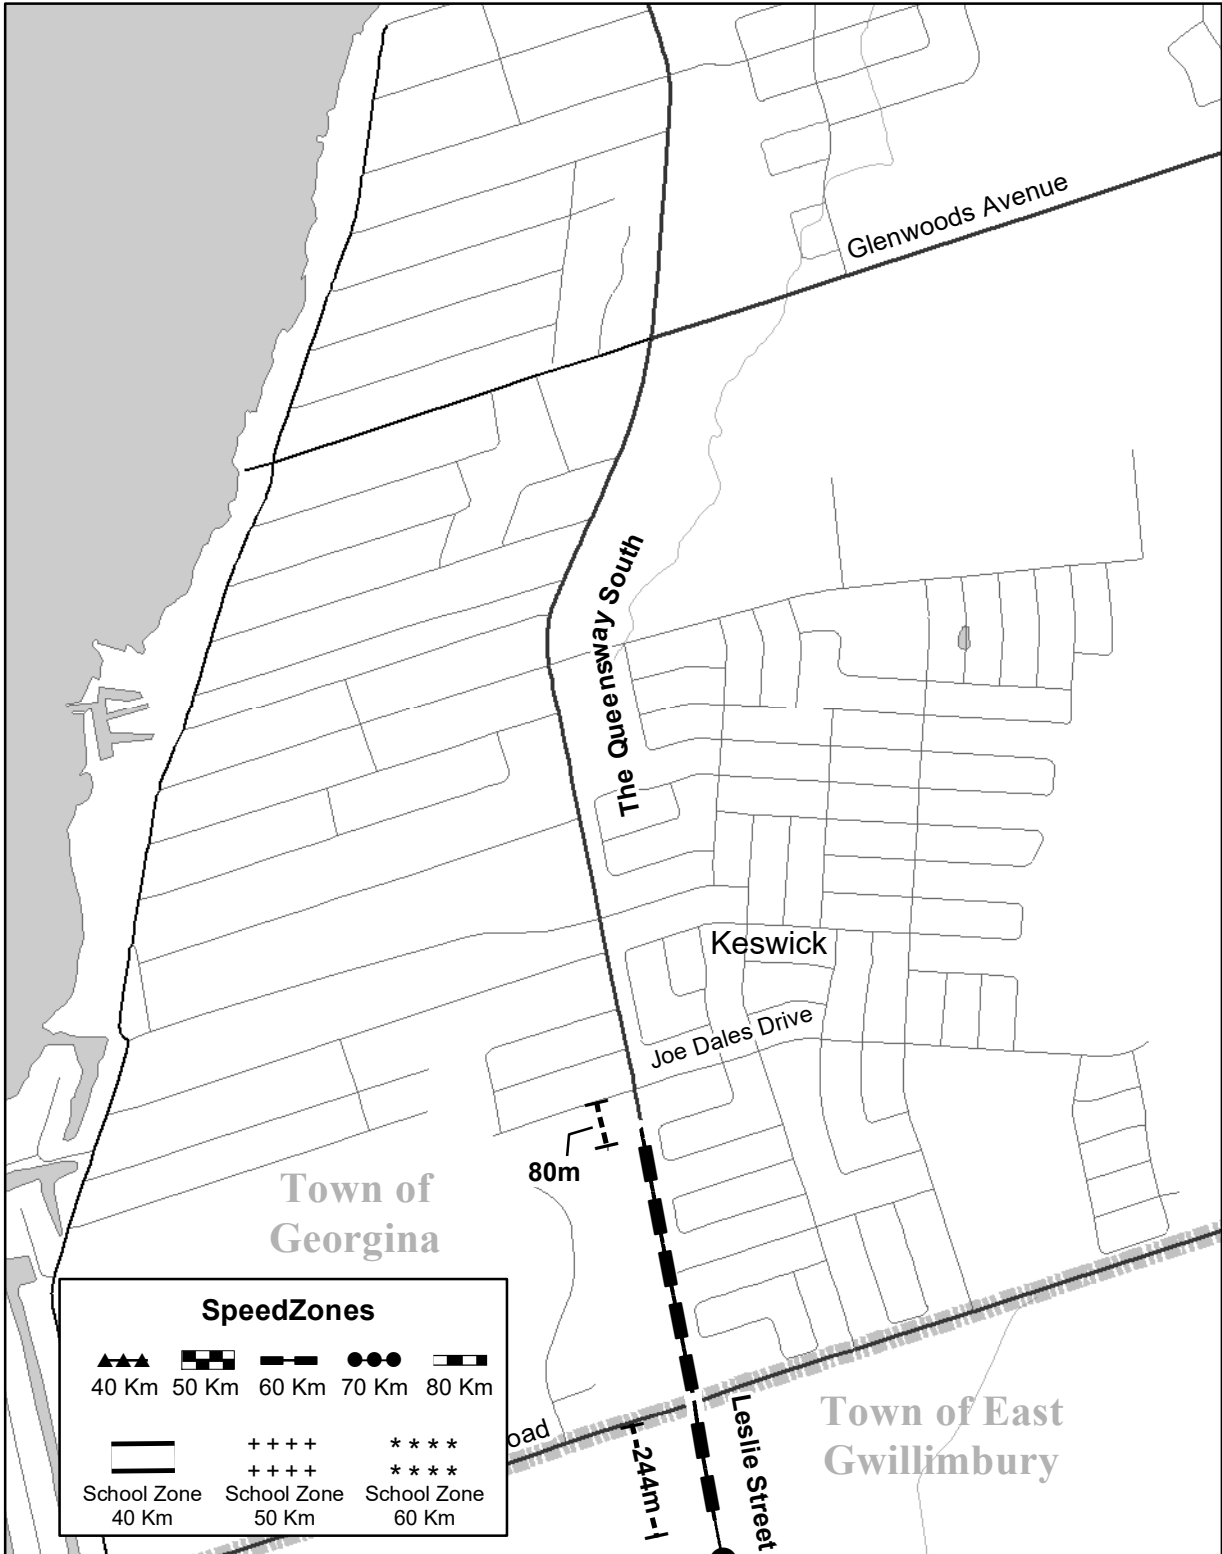 Glenwoods Avenue
The Queensway South
Keswick
Joe Dales Drive
80m
Town of
Georgina
SpeedZones
40 Km 50 Km 60 Km 70 Km 80 Km
School Zone School Zone School Zone
40 Km 50 Km 60 Km
oad
244m
Leslie Street
Town of East
Gwillimbury